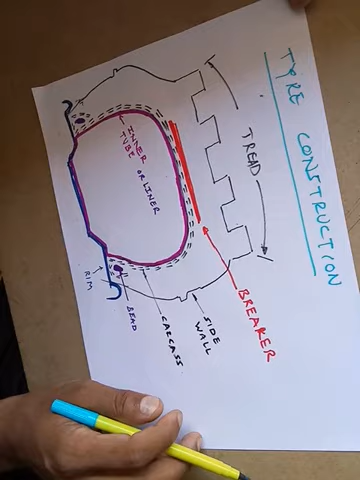 TYRE CONSTRUCTION
TREAD
BREAKER
INNER OR LINER
TUBE
SIDE
WALL
CARCASS
BEAD
RIM